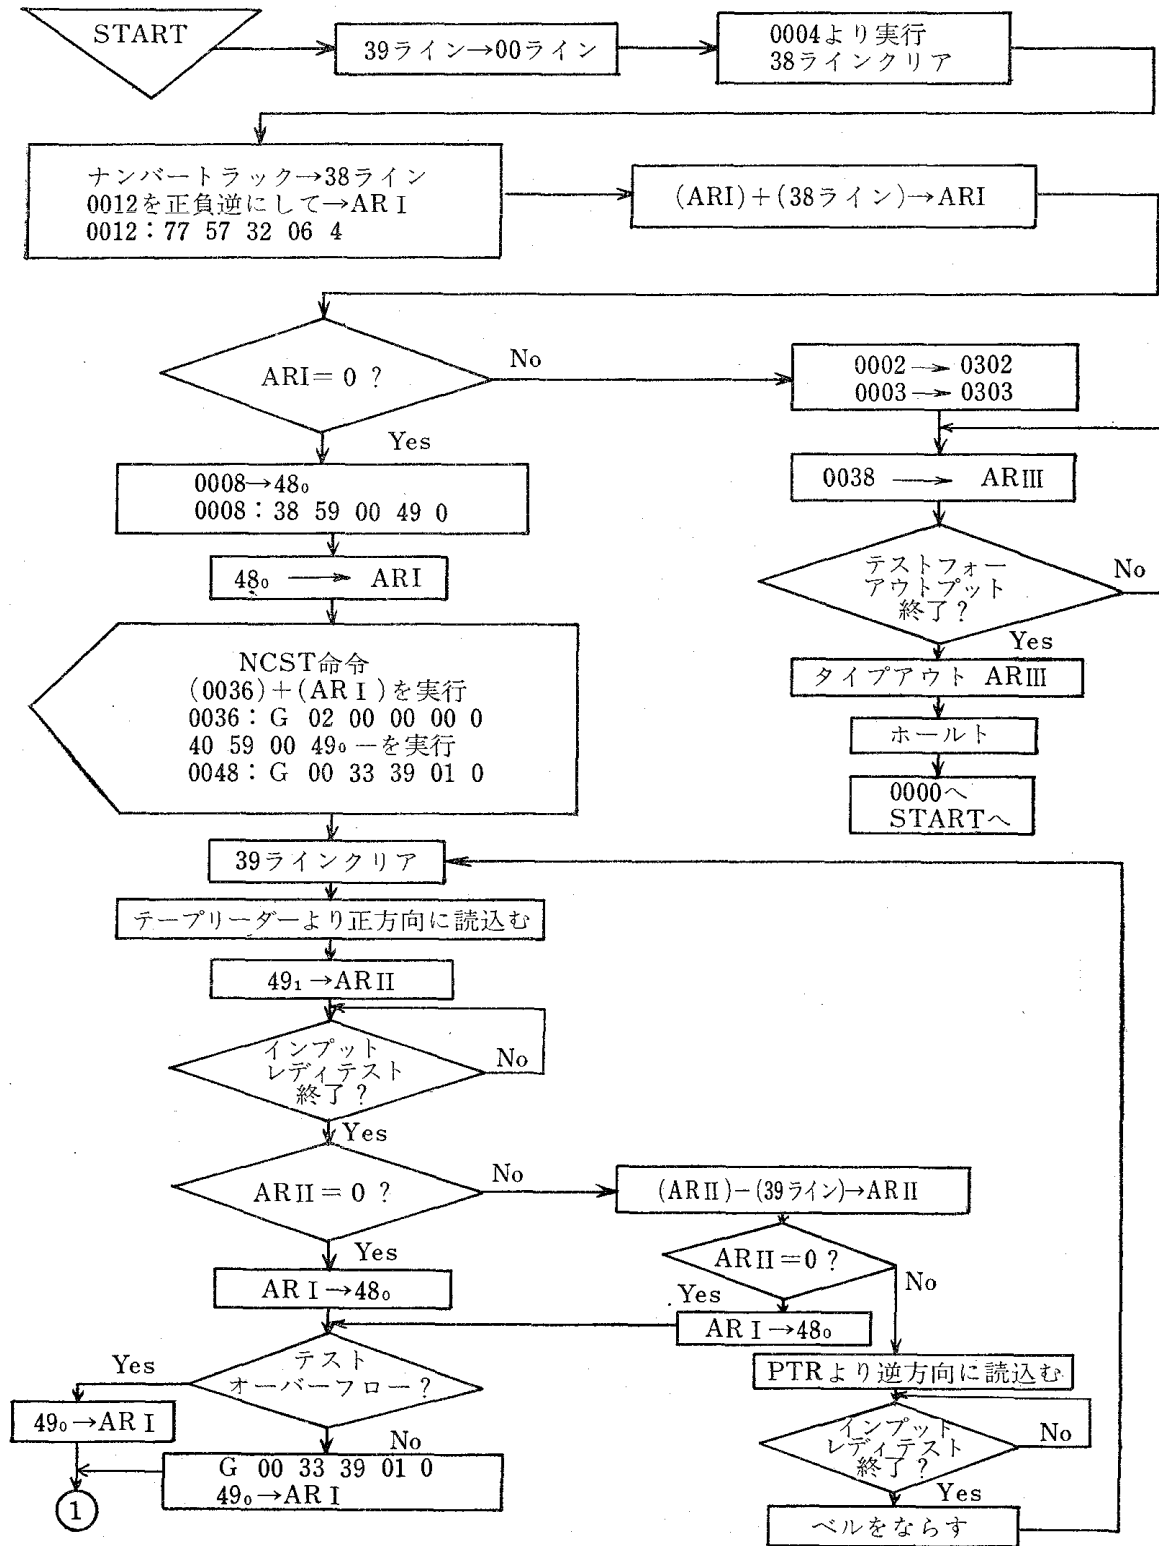 START
39ライン→00ライン
0004より実行
38ラインクリア
ナンバートラック→38ライン
0012を正負逆にして→ARⅠ
0012：77 57 32 06 4
(ARI)+(38ライン)→ARI
ARI＝0？
No
Yes
0002→0302
0003→0303
0008→48₀
0008：38 59 00 49 0
48₀ → ARI
0038 → ARⅢ
テストフォー
アウトプット
終了？
No
Yes
タイプアウト ARⅢ
ホールト
0000へ
STARTへ
NCST命令
(0036)+(ARⅠ)を実行
0036：G 02 00 00 00 0
40 59 00 49₀－を実行
0048：G 00 33 39 01 0
39ラインクリア
テープリーダーより正方向に読込む
49₁→ARⅡ
インプット
レディテスト
終了？
No
Yes
ARⅡ＝0？
No
Yes
(ARⅡ)−(39ライン)→ARⅡ
ARⅡ＝0？
Yes
No
ARⅠ→48₀
ARⅠ→48₀
テスト
オーバーフロー？
Yes
No
49₀→ARⅠ
G 00 33 39 01 0
49₀→ARⅠ
①
PTRより逆方向に読込む
インプット
レディテスト
終了？
No
Yes
ベルをならす